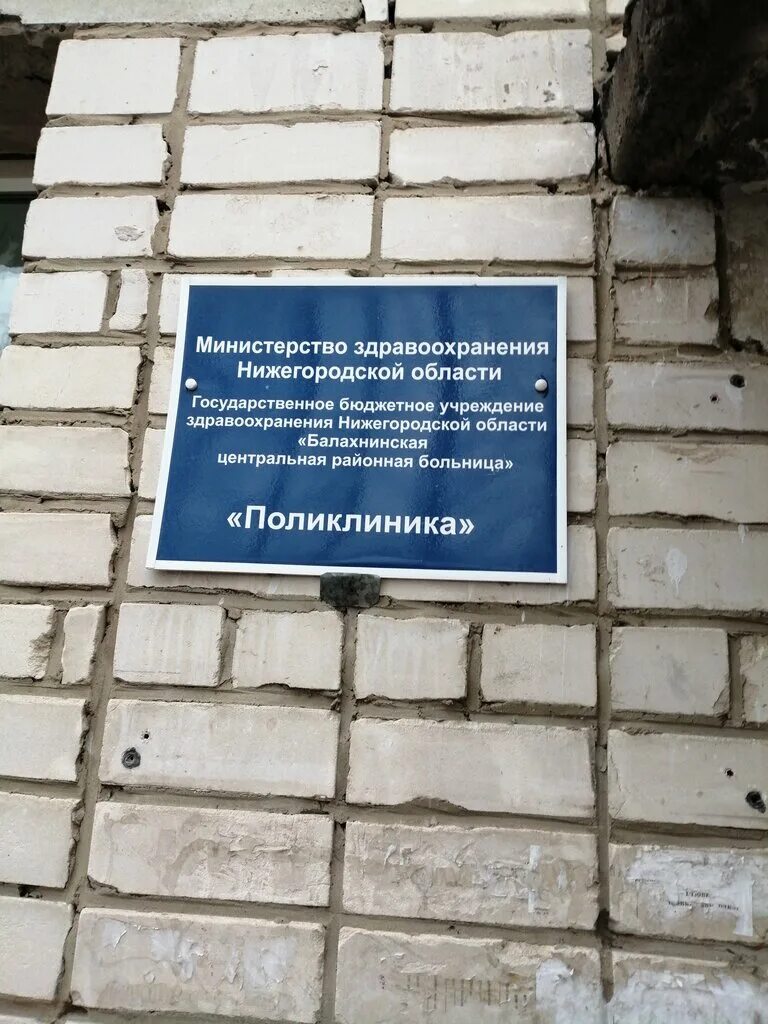 Министерство здравоохранения
Нижегородской области
Государственное бюджетное учреждение
здравоохранения Нижегородской области
«Балахнинская
центральная районная больница»
«Поликлиника»